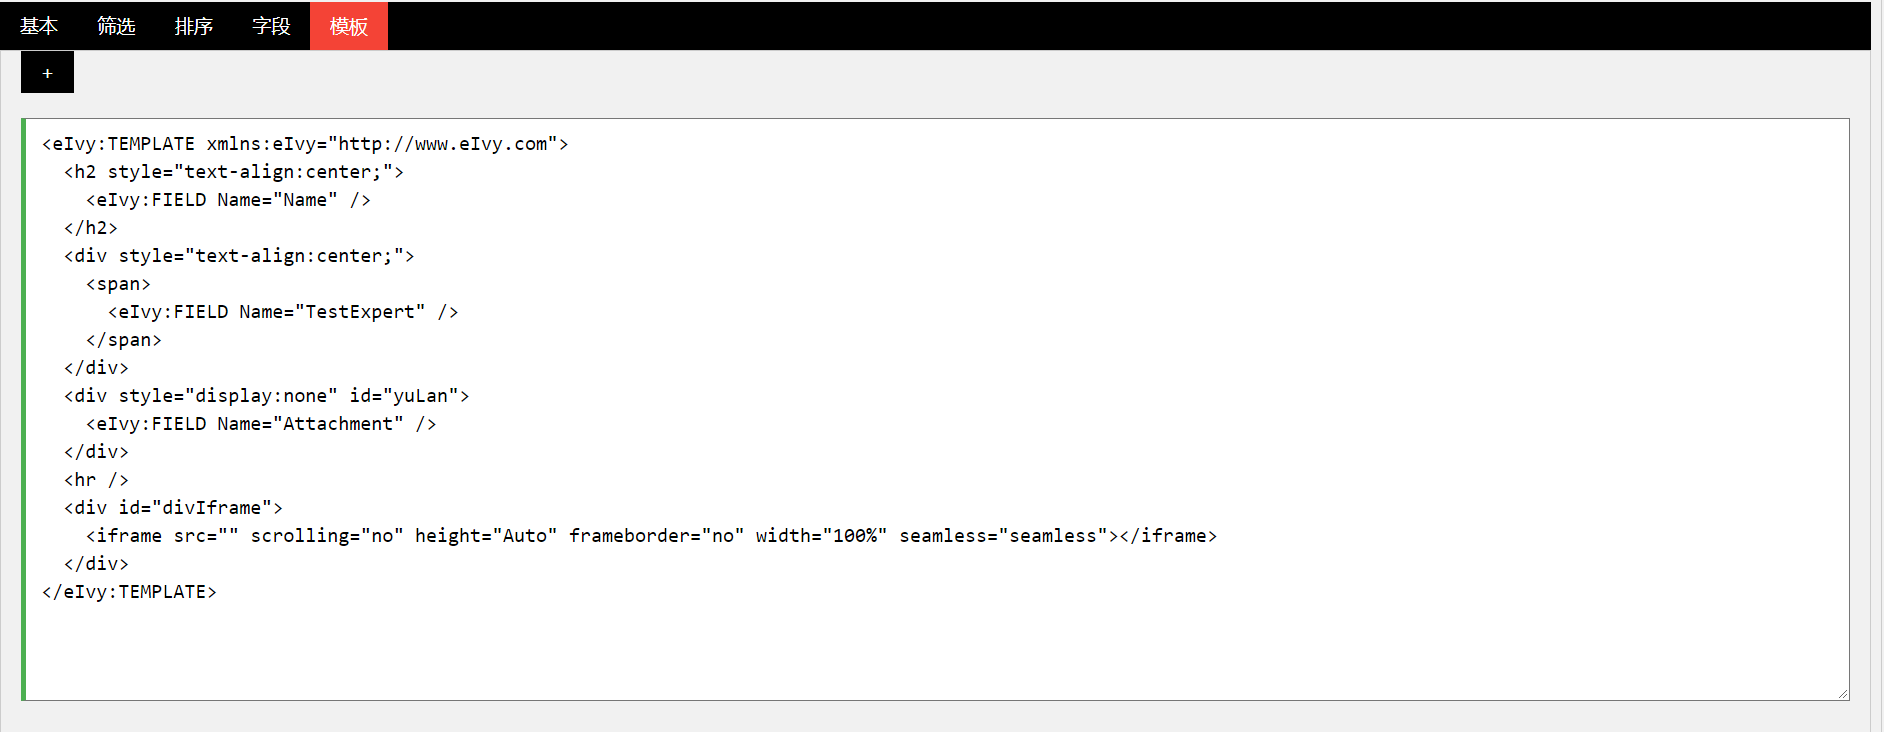 基本 筛选 排序 字段 模板
+
<eIvy:TEMPLATE xmlns:eIvy="http://www.eIvy.com">
  <h2 style="text-align:center;">
    <eIvy:FIELD Name="Name" />
  </h2>
  <div style="text-align:center;">
    <span>
      <eIvy:FIELD Name="TestExpert" />
    </span>
  </div>
  <div style="display:none" id="yuLan">
    <eIvy:FIELD Name="Attachment" />
  </div>
  <hr />
  <div id="divIframe">
    <iframe src="" scrolling="no" height="Auto" frameborder="no" width="100%" seamless="seamless"></iframe>
  </div>
</eIvy:TEMPLATE>